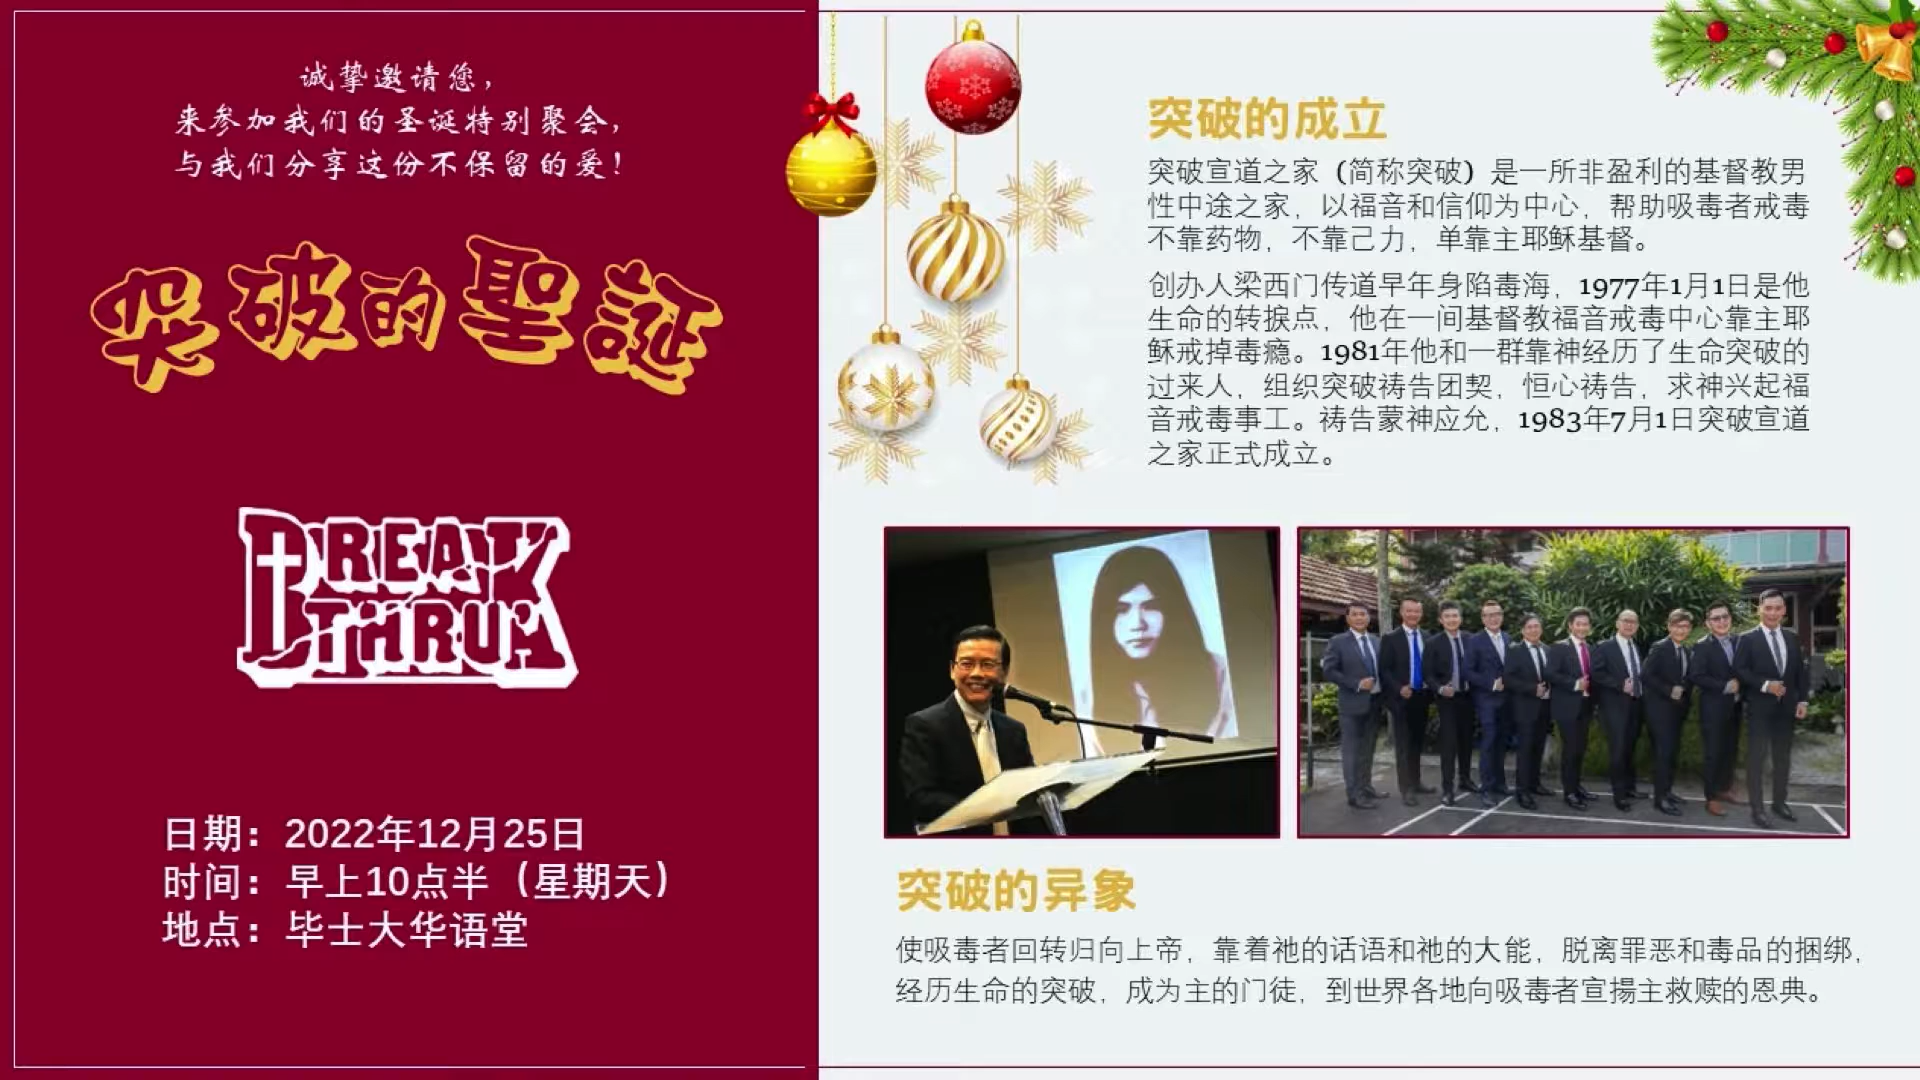 诚挚邀请您，
来参加我们的圣诞特别聚会，
与我们分享这份不保留的爱！
突破的聖誕
BREAK
THRU
日期：2022年12月25日
时间：早上10点半（星期天）
地点：毕士大华语堂
突破的成立
突破宣道之家（简称突破）是一所非盈利的基督教男
性中途之家，以福音和信仰为中心，帮助吸毒者戒毒
不靠药物，不靠己力，单靠主耶稣基督。
创办人梁西门传道早年身陷毒海，1977年1月1日是他
生命的转捩点，他在一间基督教福音戒毒中心靠主耶
稣戒掉毒瘾。1981年他和一群靠神经历了生命突破的
过来人，组织突破祷告团契，恒心祷告，求神兴起福
音戒毒事工。祷告蒙神应允，1983年7月1日突破宣道
之家正式成立。
突破的异象
使吸毒者回转归向上帝，靠着祂的话语和祂的大能，脱离罪恶和毒品的捆绑，
经历生命的突破，成为主的门徒，到世界各地向吸毒者宣揚主救赎的恩典。